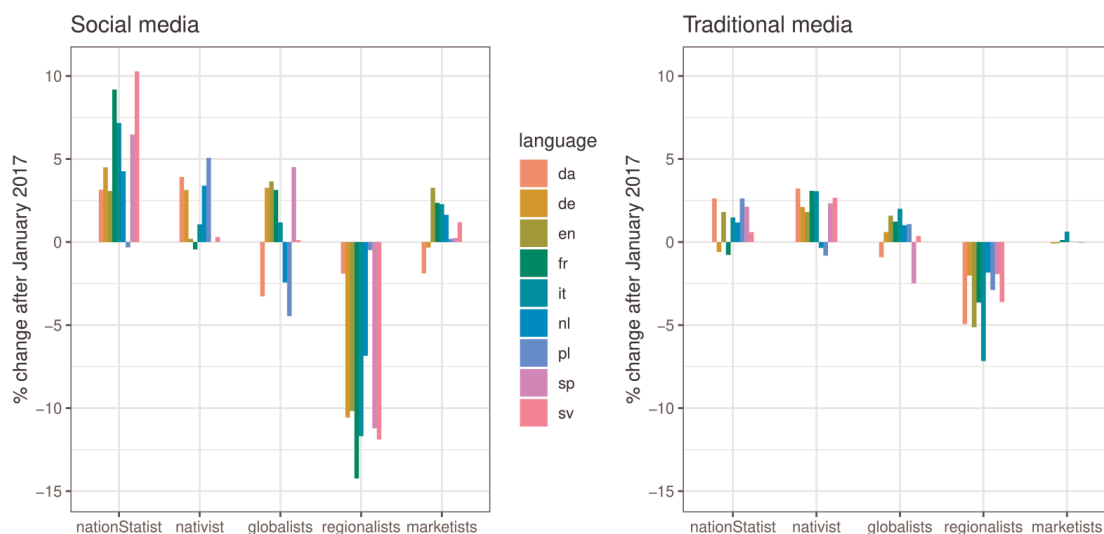 Social media
% change after January 2017
10
5
0
−5
−10
−15
nationStatist
nativist
globalists
regionalists
marketists
language
da
de
en
fr
it
nl
pl
sp
sv
Traditional media
% change after January 2017
10
5
0
−5
−10
−15
nationStatist
nativist
globalists
regionalists
marketists